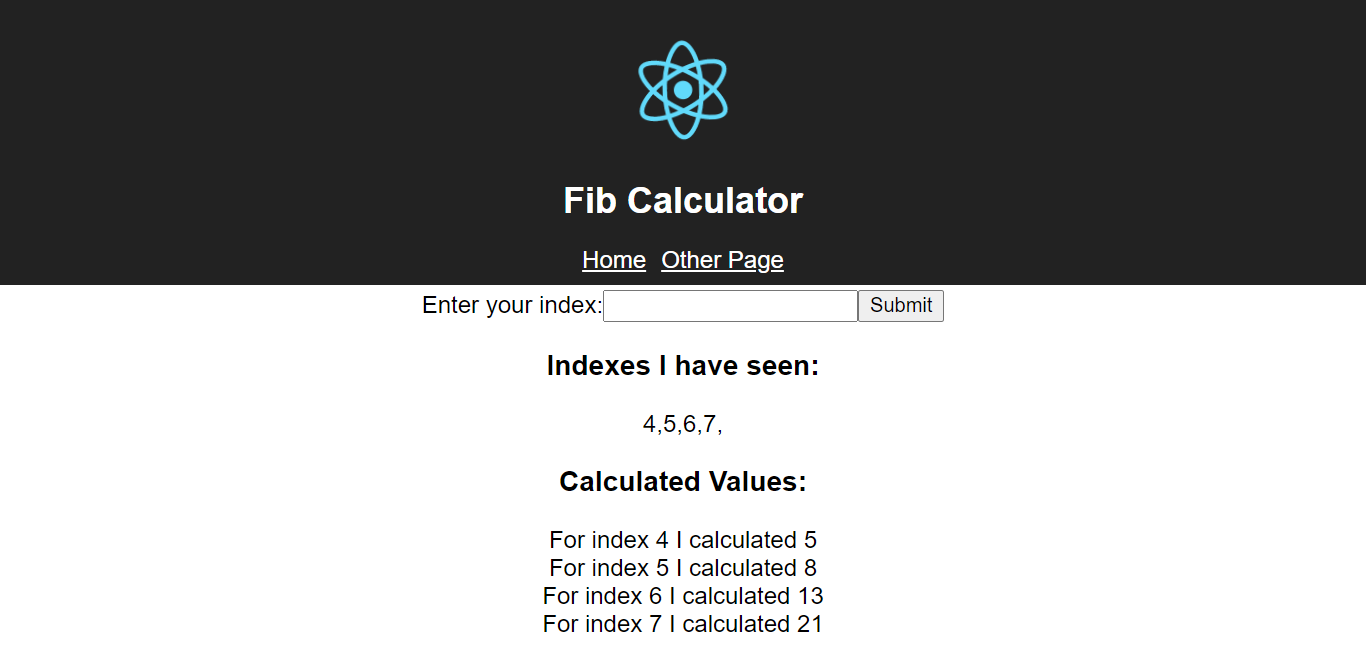 Fib Calculator
Home Other Page
Enter your index: Submit
Indexes I have seen:
4,5,6,7,
Calculated Values:
For index 4 I calculated 5
For index 5 I calculated 8
For index 6 I calculated 13
For index 7 I calculated 21